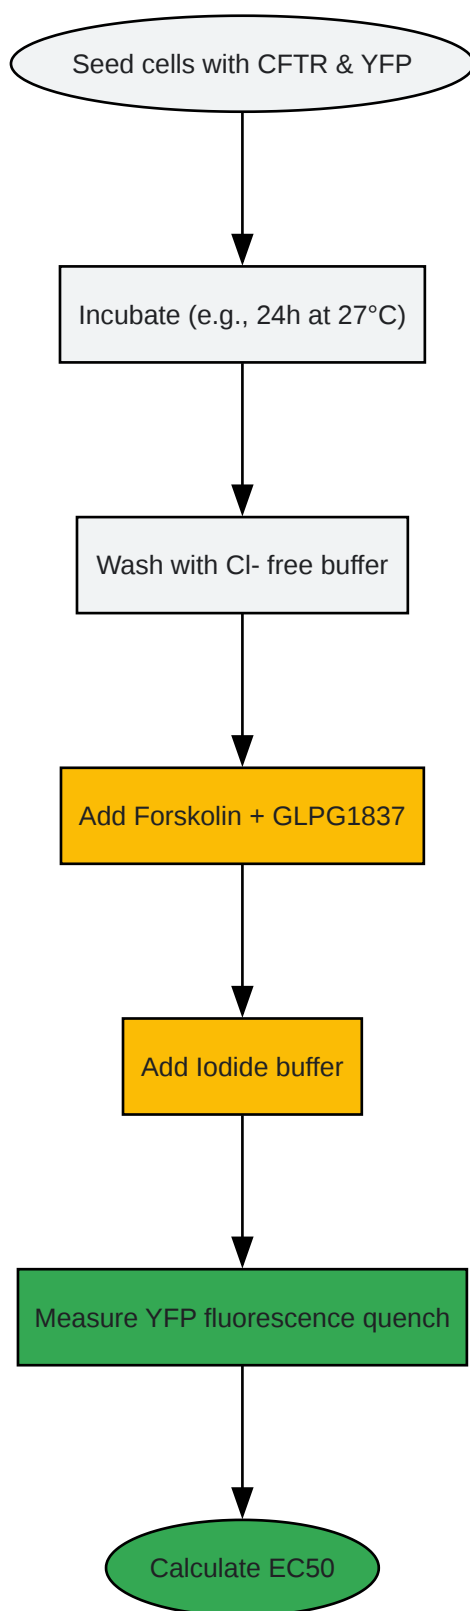 Seed cells with CFTR & YFP
Incubate (e.g., 24h at 27°C)
Wash with Cl- free buffer
Add Forskolin + GLPG1837
Add Iodide buffer
Measure YFP fluorescence quench
Calculate EC50